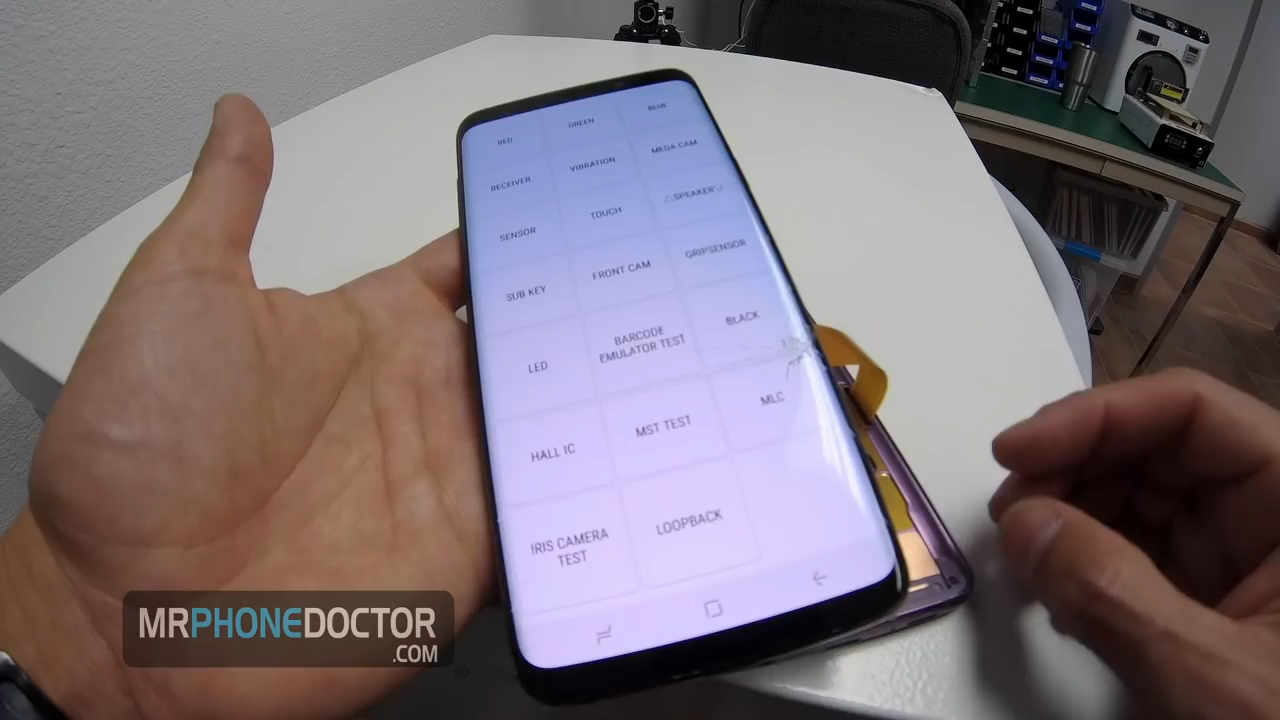 RED
GREEN
BLUE
RECEIVER
VIBRATION
MEGA CAM
SENSOR
TOUCH
△SPEAKER▽
SUB KEY
FRONT CAM
GRIPSENSOR
LED
BARCODE
EMULATOR TEST
BLACK
HALL IC
MST TEST
MLC
IRIS CAMERA
TEST
LOOPBACK
MRPHONEDOCTOR
.COM
®